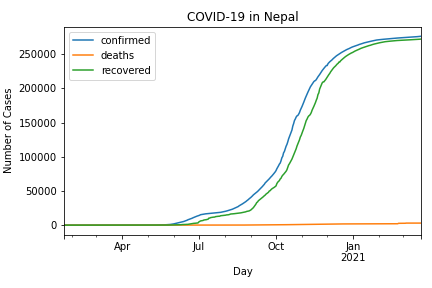 COVID-19 in Nepal
confirmed
deaths
recovered
Number of Cases
250000
200000
150000
100000
50000
0
Apr Jul Oct Jan
2021
Day